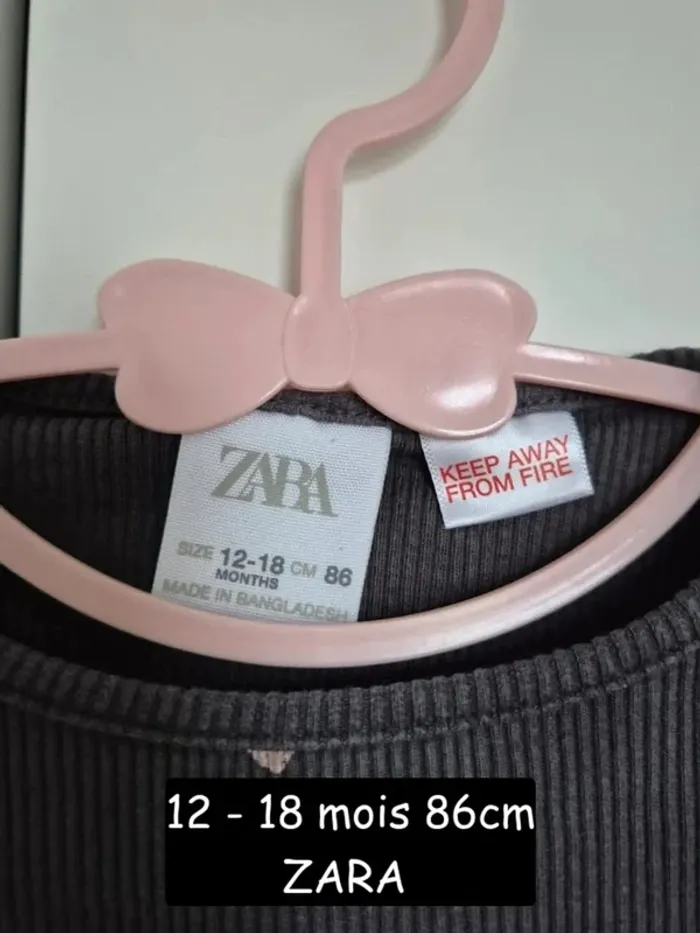 ZARA
SIZE 12-18 CM 86
MONTHS
MADE IN BANGLADESH
KEEP AWAY
FROM FIRE
12 - 18 mois 86cm
ZARA